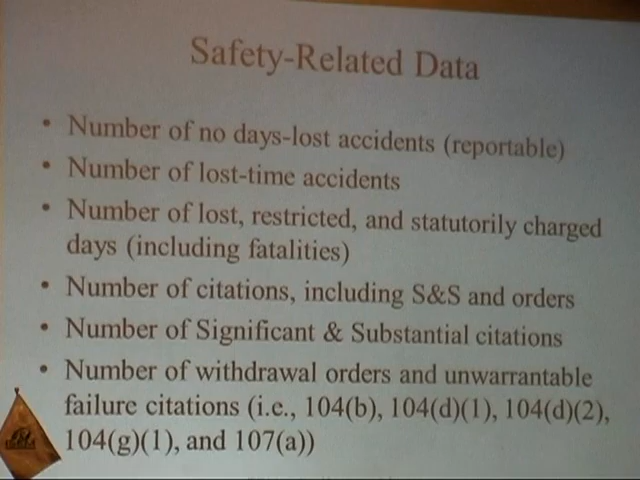 Safety-Related Data
• Number of no days-lost accidents (reportable)
• Number of lost-time accidents
• Number of lost, restricted, and statutorily charged
days (including fatalities)
• Number of citations, including S&S and orders
• Number of Significant & Substantial citations
• Number of withdrawal orders and unwarrantable
failure citations (i.e., 104(b), 104(d)(1), 104(d)(2),
104(g)(1), and 107(a))